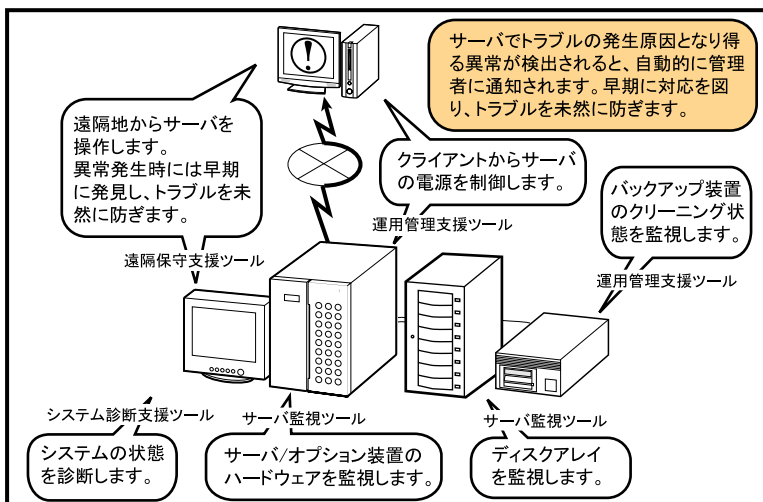 サーバでトラブルの発生原因となり得
る異常が検出されると、自動的に管理
者に通知されます。早期に対応を図
り、トラブルを未然に防ぎます。
遠隔地からサーバを
操作します。
異常発生時には早期
に発見し、トラブルを未
然に防ぎます。
遠隔保守支援ツール
クライアントからサーバ
の電源を制御します。
運用管理支援ツール
バックアップ装置
のクリーニング状
態を監視します。
運用管理支援ツール
システム診断支援ツール
システムの状態
を診断します。
サーバ監視ツール
サーバ/オプション装置の
ハードウェアを監視します。
サーバ監視ツール
ディスクアレイ
を監視します。